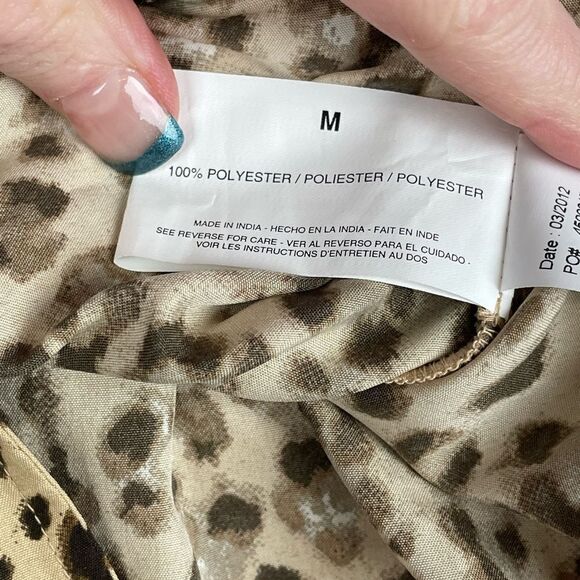 M
100% POLYESTER / POLIESTER / POLYESTER
MADE IN INDIA - HECHO EN LA INDIA - FAIT EN INDE
SEE REVERSE FOR CARE - VER AL REVERSO PARA EL CUIDADO -
VOIR LES INSTRUCTIONS D'ENTRETIEN AU DOS
Date : 03/2012
PO#